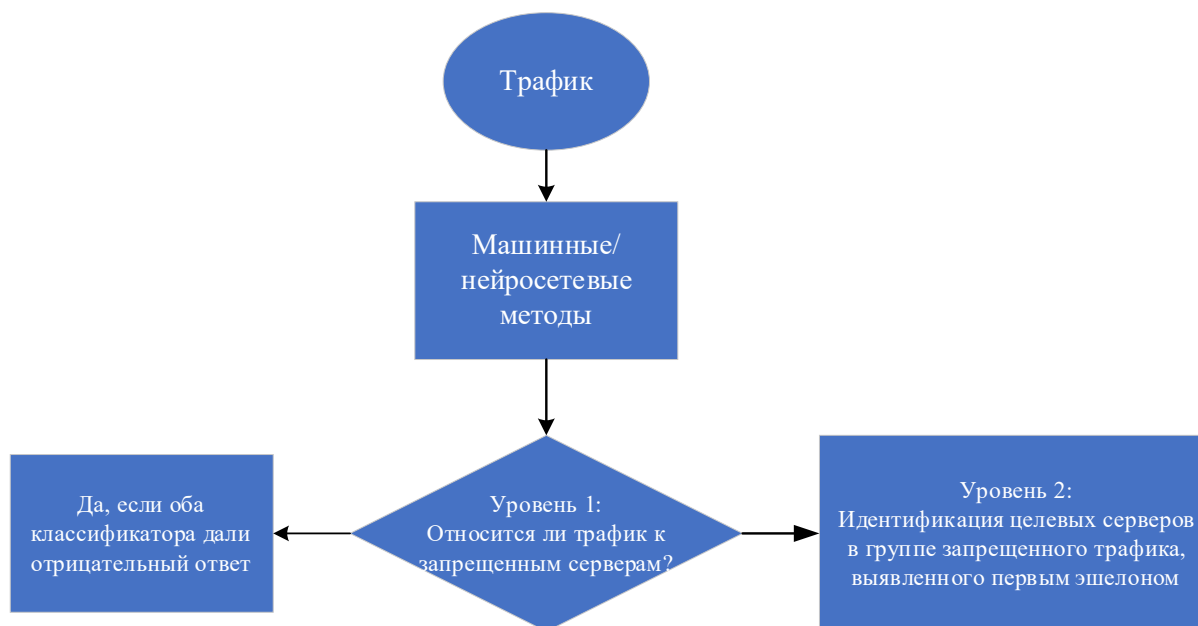 Трафик
Машинные/
нейросетевые
методы
Да, если оба
классификатора дали
отрицательный ответ
Уровень 1:
Относится ли трафик к
запрещенным серверам?
Уровень 2:
Идентификация целевых серверов
в группе запрещенного трафика,
выявленного первым эшелоном